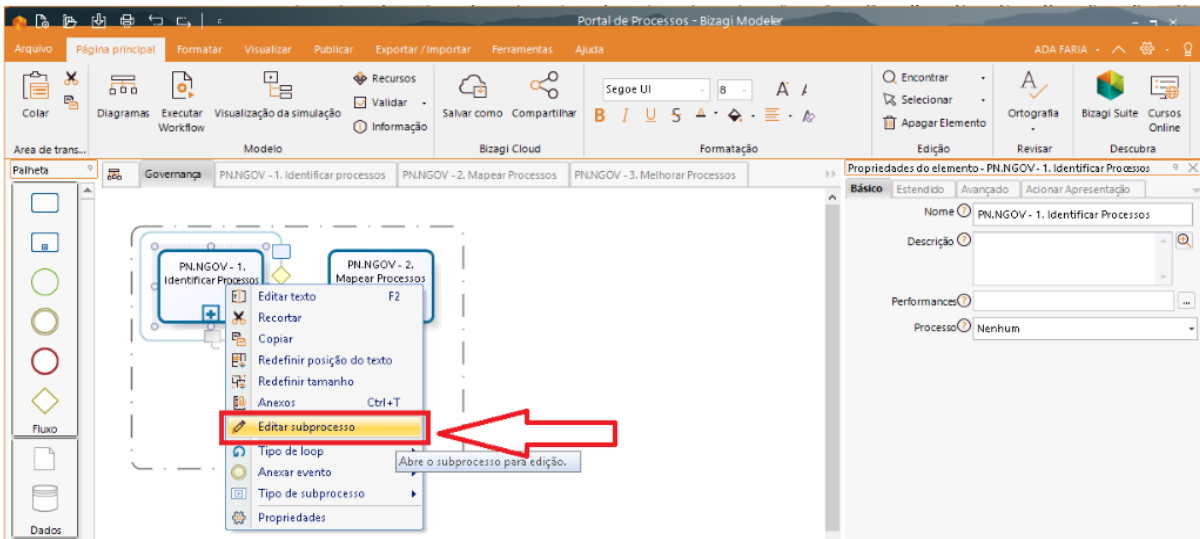 Portal de Processos - Bizagi Modeler
Arquivo Página principal Formatar Visualizar Publicar Exportar / Importar Ferramentas Ajuda ADA FARIA
Colar
Diagramas
Executar Workflow
Visualização da simulação
Recursos
Validar
Informação
Salvar como
Compartilhar
Segoe UI 8
B I U S
Encontrar
Selecionar
Apagar Elemento
Ortografia
Bizagi Suite
Cursos Online
Area de trans... Modelo Bizagi Cloud Formatação Edição Revisar Descubra
Palheta
Governança PN.NGOV - 1. Identificar processos PN.NGOV - 2. Mapear Processos PN.NGOV - 3. Melhorar Processos
Fluxo
Dados
PN.NGOV - 1.
Identificar Processos
PN.NGOV - 2.
Mapear Processos
Editar texto F2
Recortar
Copiar
Redefinir posição do texto
Redefinir tamanho
Anexos Ctrl+T
Editar subprocesso
Tipo de loop
Abre o subprocesso para edição.
Anexar evento
Tipo de subprocesso
Propriedades
Propriedades do elemento - PN.NGOV - 1. Identificar Processos
Básico Estendido Avançado Acionar Apresentação
Nome PN.NGOV - 1. Identificar Processos
Descrição
Performances
Processo Nenhum